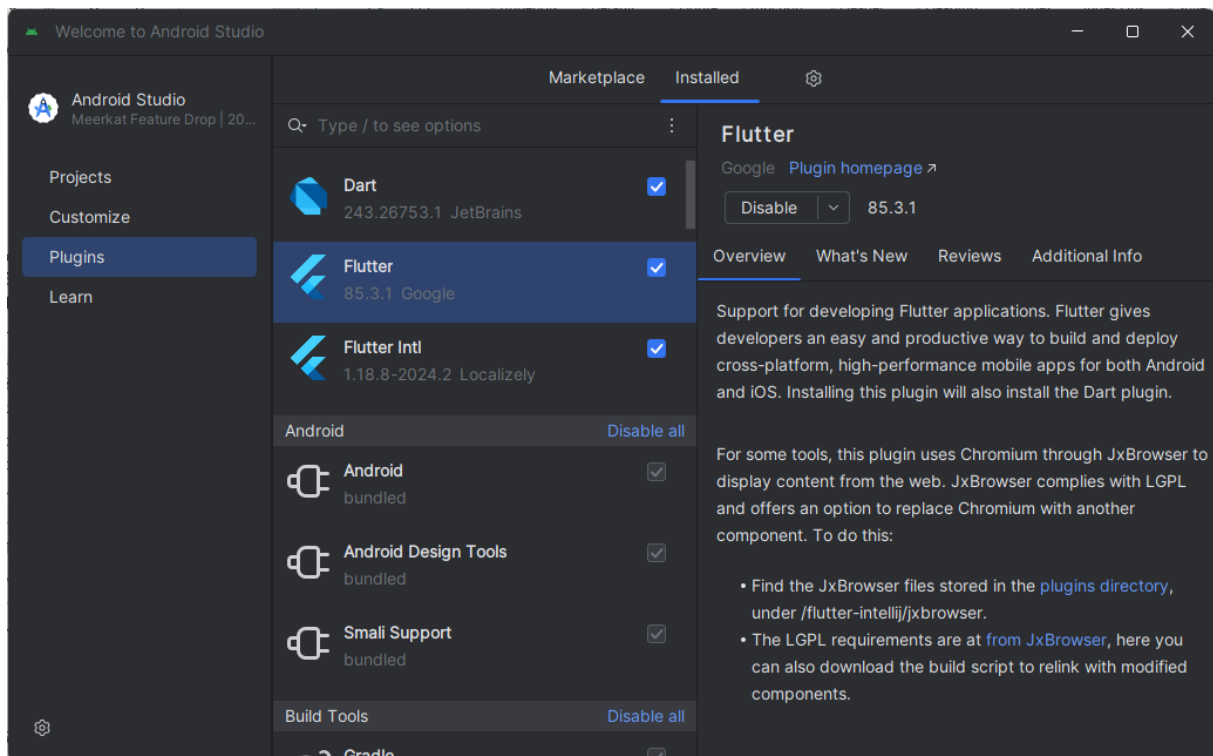 Welcome to Android Studio
Android Studio
Meerkat Feature Drop | 20...
Projects
Customize
Plugins
Learn
Marketplace
Installed
Type / to see options
Dart
243.26753.1 JetBrains
Flutter
85.3.1 Google
Flutter Intl
1.18.8-2024.2 Localizely
Android Disable all
Android
bundled
Android Design Tools
bundled
Smali Support
bundled
Build Tools Disable all
Gradle
Flutter
Google Plugin homepage ↗
Disable 85.3.1
Overview What's New Reviews Additional Info
Support for developing Flutter applications. Flutter gives
developers an easy and productive way to build and deploy
cross-platform, high-performance mobile apps for both Android
and iOS. Installing this plugin will also install the Dart plugin.
For some tools, this plugin uses Chromium through JxBrowser to
display content from the web. JxBrowser complies with LGPL
and offers an option to replace Chromium with another
component. To do this:
• Find the JxBrowser files stored in the plugins directory,
under /flutter-intellij/jxbrowser.
• The LGPL requirements are at from JxBrowser, here you
can also download the build script to relink with modified
components.